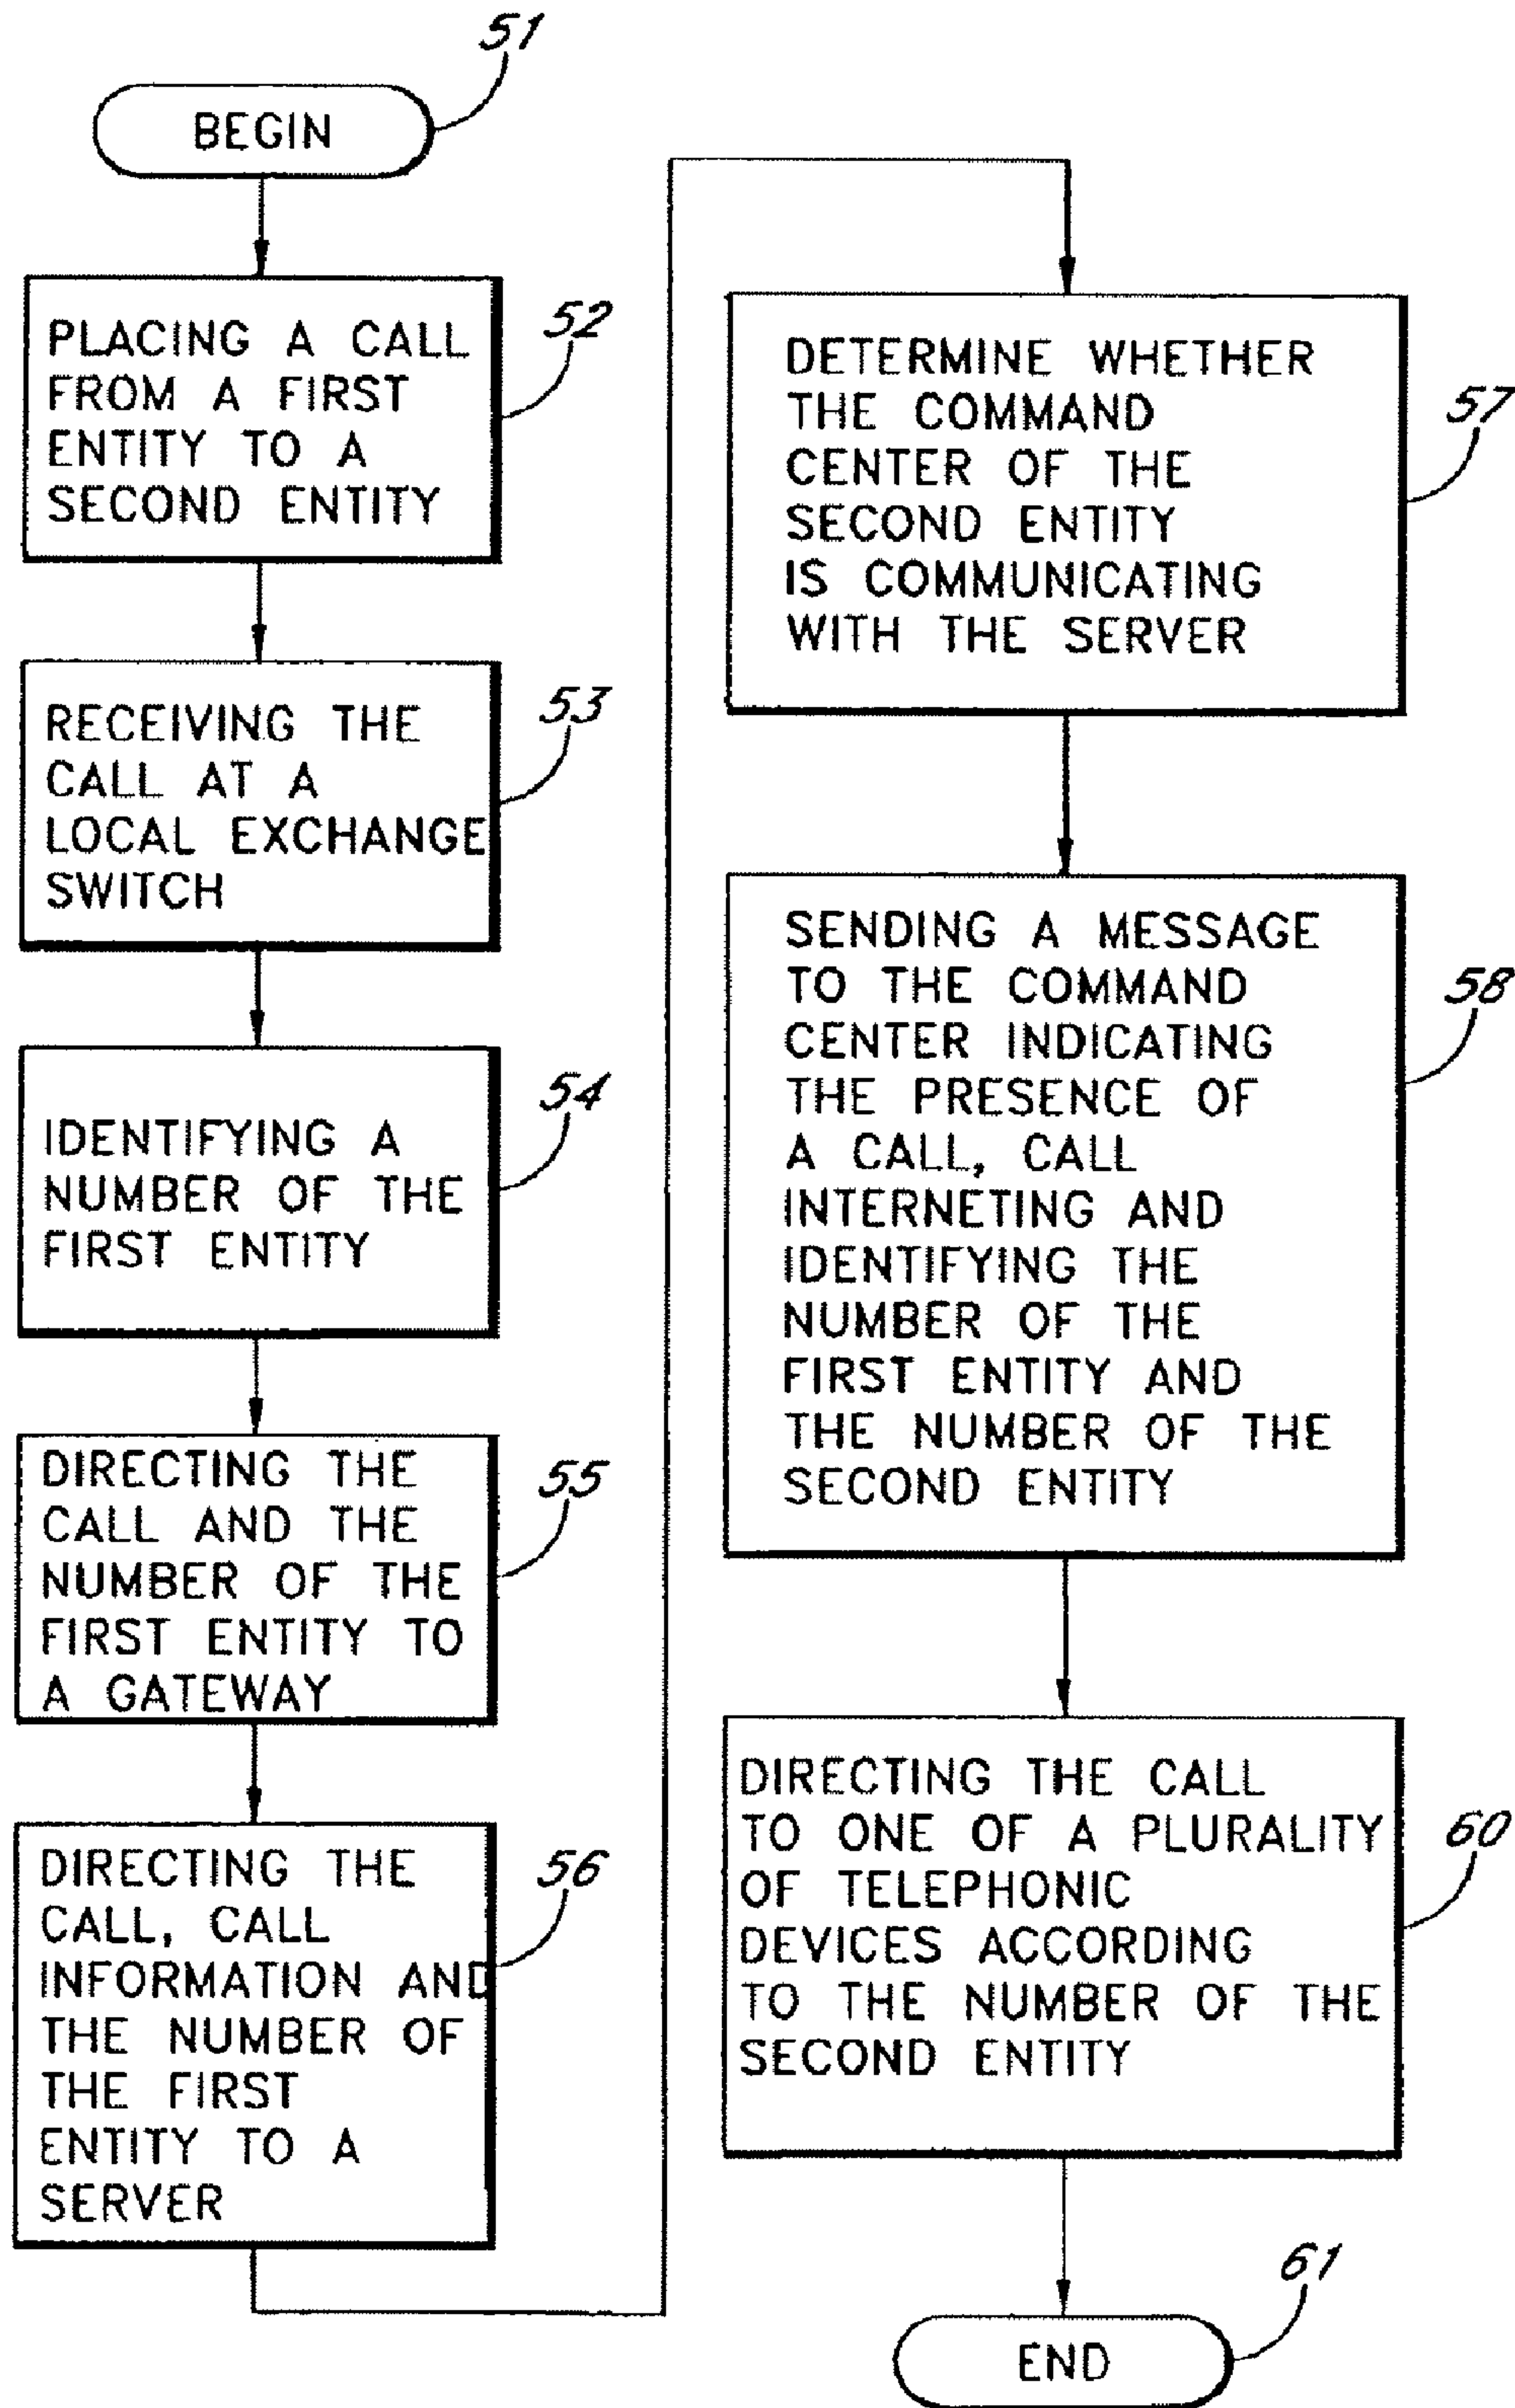 51
BEGIN
52
PLACING A CALL
FROM A FIRST
ENTITY TO A
SECOND ENTITY
53
RECEIVING THE
CALL AT A
LOCAL EXCHANGE
SWITCH
54
IDENTIFYING A
NUMBER OF THE
FIRST ENTITY
55
DIRECTING THE
CALL AND THE
NUMBER OF THE
FIRST ENTITY TO
A GATEWAY
56
DIRECTING THE
CALL, CALL
INFORMATION AND
THE NUMBER OF
THE FIRST
ENTITY TO A
SERVER
57
DETERMINE WHETHER
THE COMMAND
CENTER OF THE
SECOND ENTITY
IS COMMUNICATING
WITH THE SERVER
58
SENDING A MESSAGE
TO THE COMMAND
CENTER INDICATING
THE PRESENCE OF
A CALL, CALL
INTERNETING AND
IDENTIFYING THE
NUMBER OF THE
FIRST ENTITY AND
THE NUMBER OF THE
SECOND ENTITY
60
DIRECTING THE CALL
TO ONE OF A PLURALITY
OF TELEPHONIC
DEVICES ACCORDING
TO THE NUMBER OF THE
SECOND ENTITY
61
END